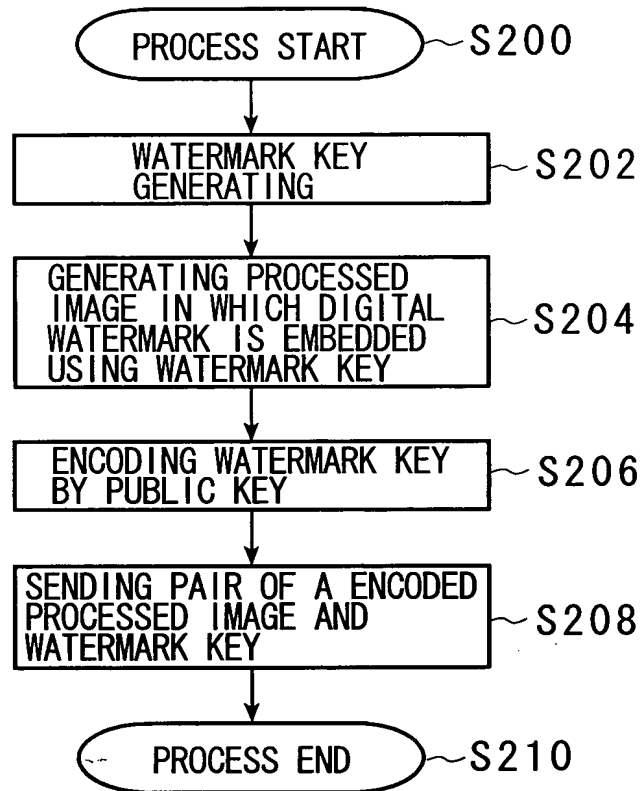 PROCESS START
S200
WATERMARK KEY
GENERATING
S202
GENERATING PROCESSED
IMAGE IN WHICH DIGITAL
WATERMARK IS EMBEDDED
USING WATERMARK KEY
S204
ENCODING WATERMARK KEY
BY PUBLIC KEY
S206
SENDING PAIR OF A ENCODED
PROCESSED IMAGE AND
WATERMARK KEY
S208
PROCESS END
S210